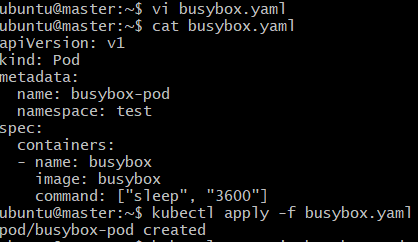 ubuntu@master:~$ vi busybox.yaml
ubuntu@master:~$ cat busybox.yaml
apiVersion: v1
kind: Pod
metadata:
  name: busybox-pod
  namespace: test
spec:
  containers:
  - name: busybox
    image: busybox
    command: ["sleep", "3600"]
ubuntu@master:~$ kubectl apply -f busybox.yaml
pod/busybox-pod created